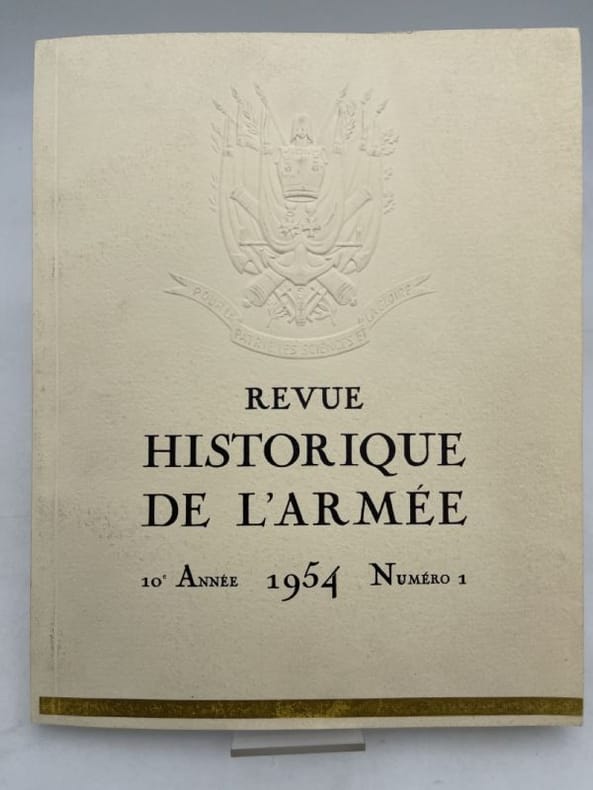 POUR LA PATRIE LES SCIENCES ET LA GLOIRE
REVUE
HISTORIQUE
DE L'ARMÉE
10e ANNÉE 1954 NUMÉRO 1